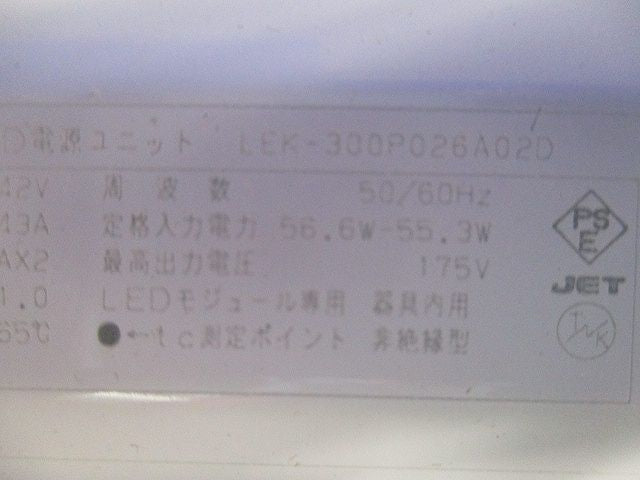 D電源ユニット LEK-300P026A02D
42V 周波数 50/60Hz
43A 定格入力電力 56.6W-55.3W
AX2 最高出力電圧 175V
1.0 LEDモジュール専用 器具内用
65℃ ●←tc測定ポイント 非絶縁型
PS
E
JET